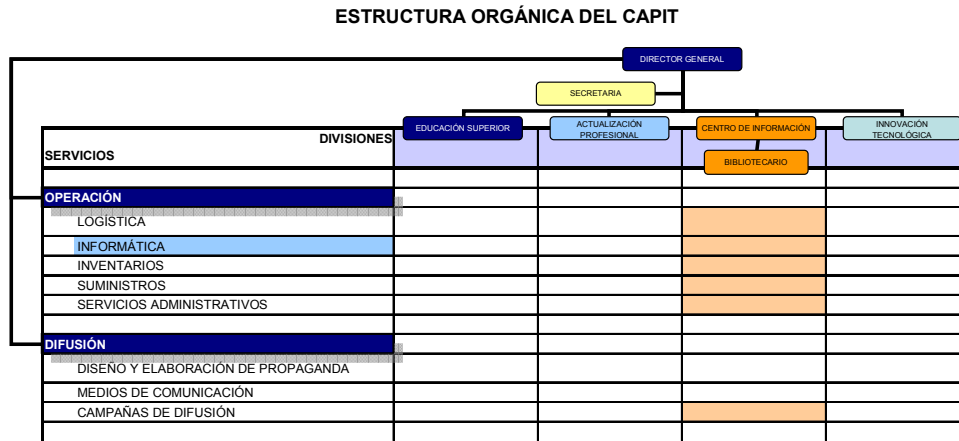 ESTRUCTURA ORGÁNICA DEL CAPIT
DIRECTOR GENERAL
SECRETARIA
EDUCACIÓN SUPERIOR
ACTUALIZACIÓN
PROFESIONAL
CENTRO DE INFORMACIÓN
INNOVACIÓN
TECNOLÓGICA
BIBLIOTECARIO
DIVISIONES
SERVICIOS
OPERACIÓN
LOGÍSTICA
INFORMÁTICA
INVENTARIOS
SUMINISTROS
SERVICIOS ADMINISTRATIVOS
DIFUSIÓN
DISEÑO Y ELABORACIÓN DE PROPAGANDA
MEDIOS DE COMUNICACIÓN
CAMPAÑAS DE DIFUSIÓN